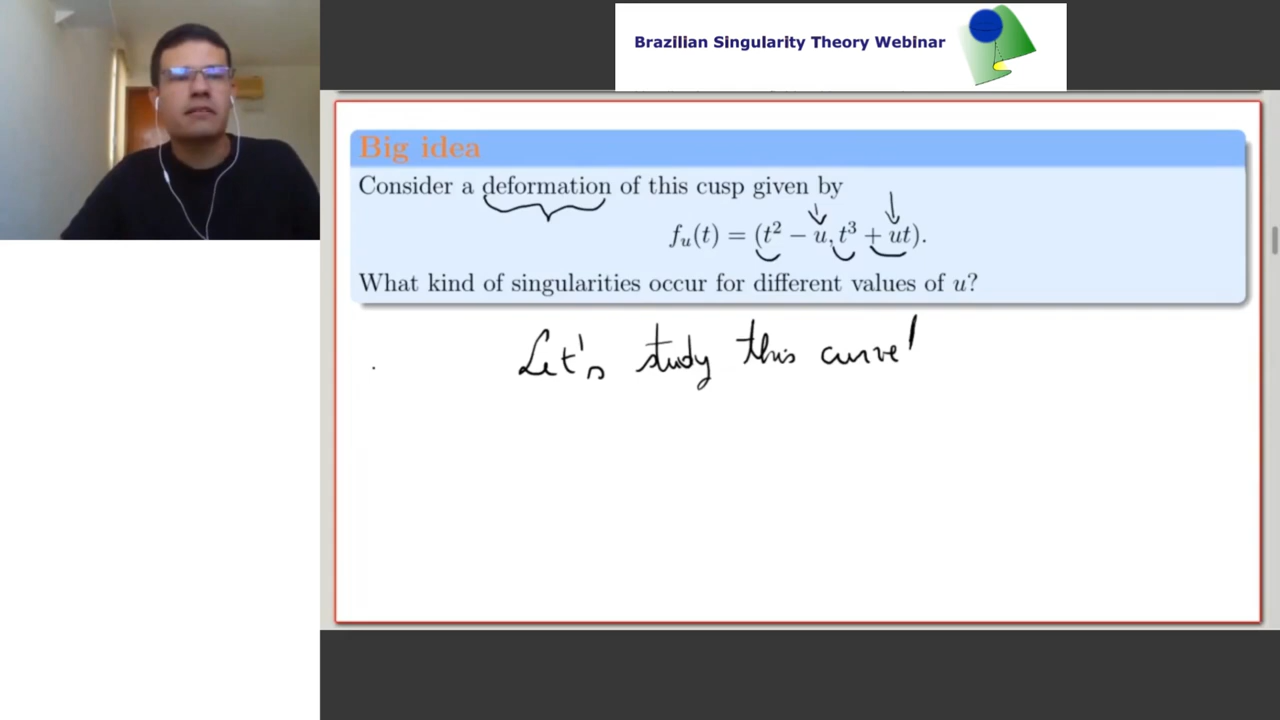 Brazilian Singularity Theory Webinar
Big idea
Consider a deformation of this cusp given by
f_u(t) = (t² − u, t³ + ut).
What kind of singularities occur for different values of u?
Let's study this curve!